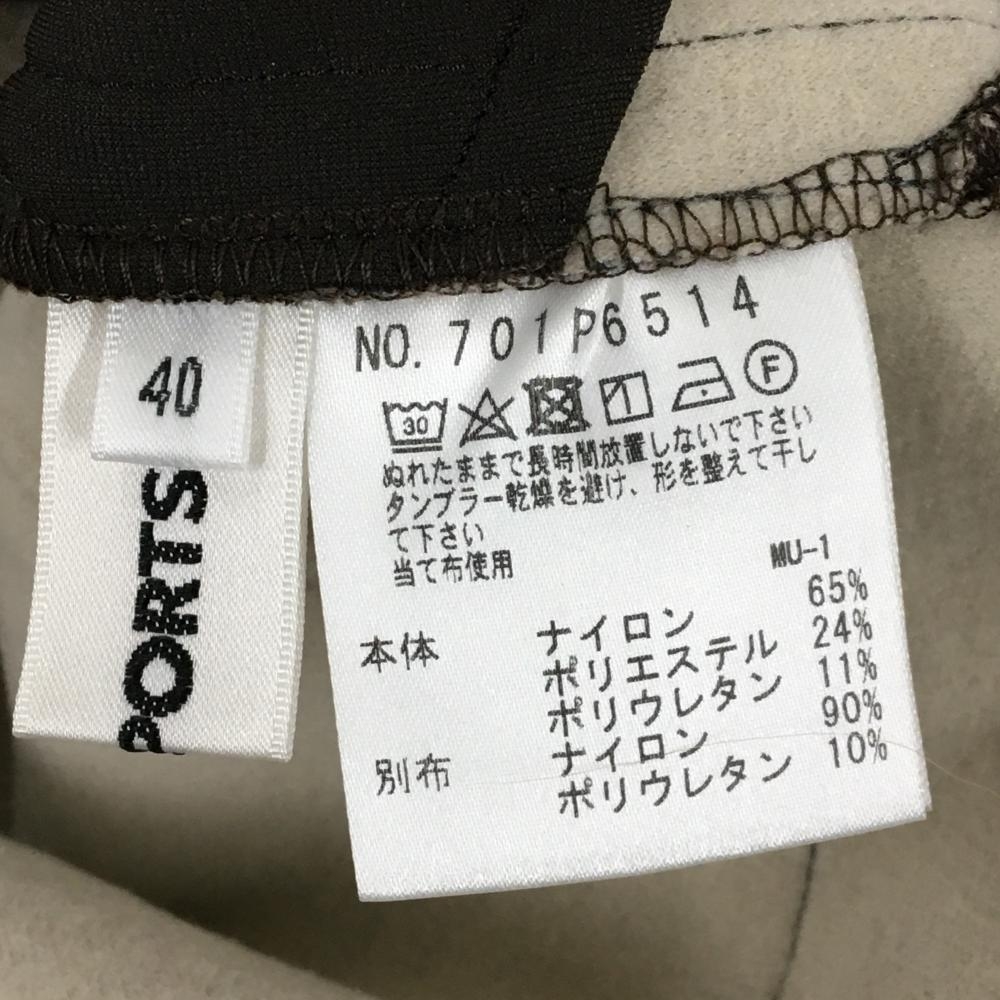 40
PORTS
NO. 701P6514
30
F
ぬれたままで長時間放置しないで下さい
タンブラー乾燥を避け、形を整えて干し
て下さい
当て布使用
MU-1
本体 ナイロン 65%
ポリエステル 24%
ポリウレタン 11%
別布 ナイロン 90%
ポリウレタン 10%